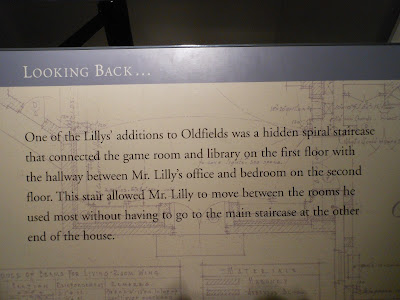 LOOKING BACK...
One of the Lillys' additions to Oldfields was a hidden spiral staircase
that connected the game room and library on the first floor with
the hallway between Mr. Lilly's office and bedroom on the second
floor. This stair allowed Mr. Lilly to move between the rooms he
used most without having to go to the main staircase at the other
end of the house.